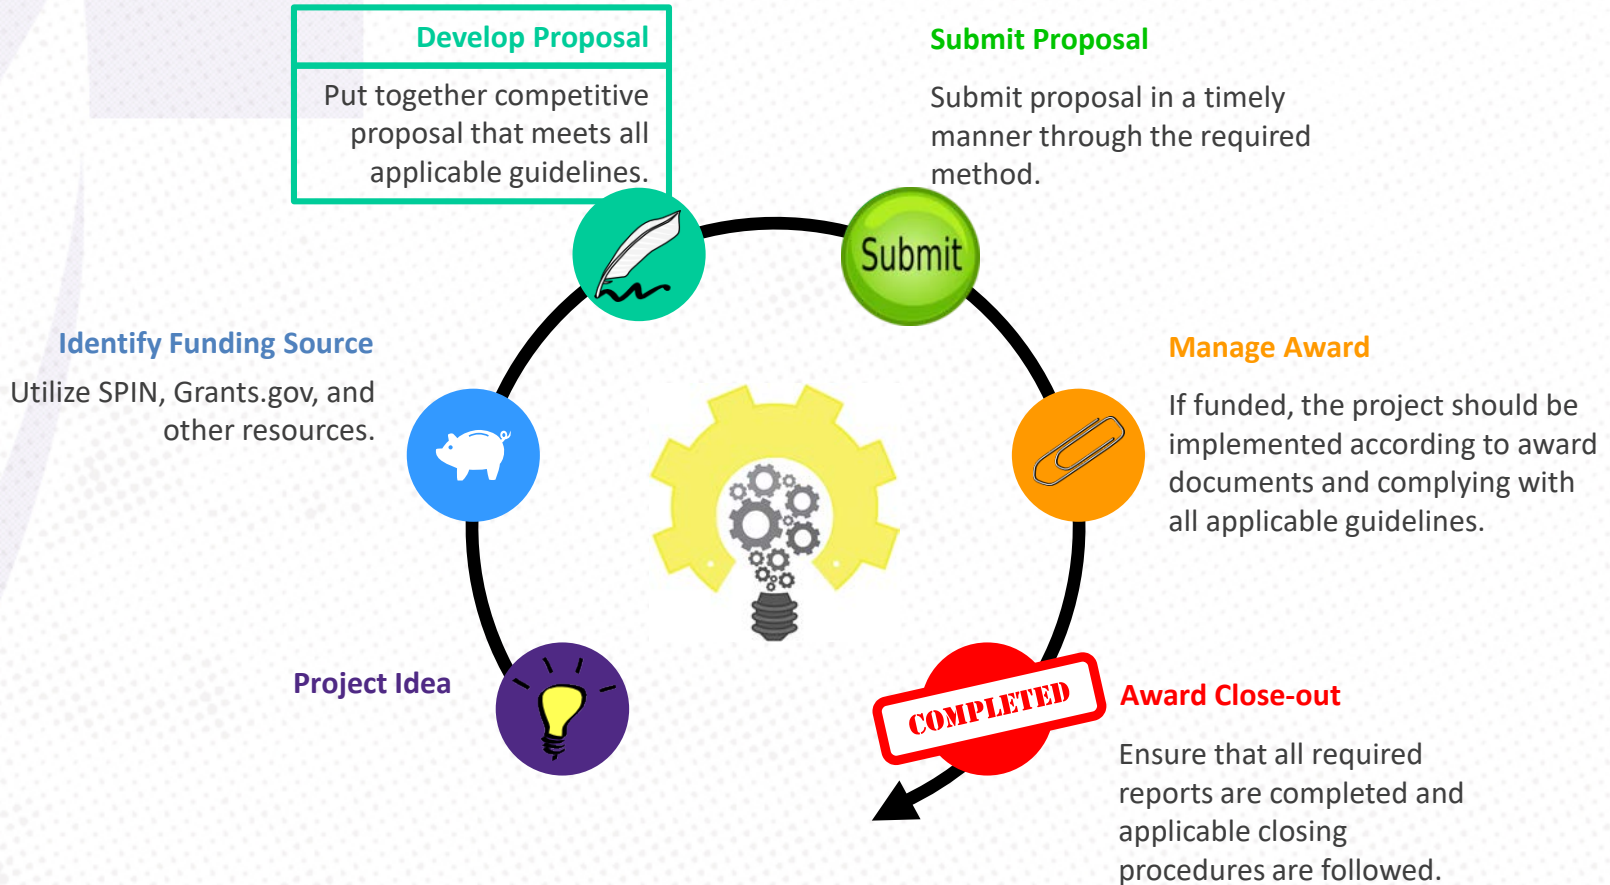 Develop Proposal
Put together competitive
proposal that meets all
applicable guidelines.
Submit Proposal
Submit proposal in a timely
manner through the required
method.
Submit
Identify Funding Source
Utilize SPIN, Grants.gov, and
other resources.
Manage Award
If funded, the project should be
implemented according to award
documents and complying with
all applicable guidelines.
Project Idea
COMPLETED
Award Close-out
Ensure that all required
reports are completed and
applicable closing
procedures are followed.